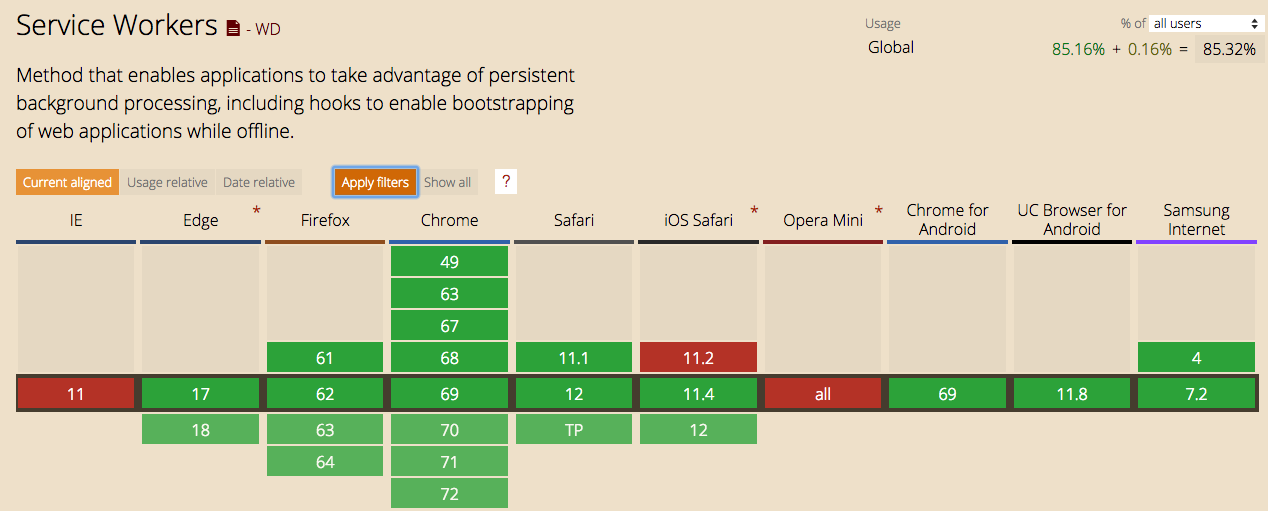 Service Workers - WD
Usage % of all users
Global 85.16% + 0.16% = 85.32%
Method that enables applications to take advantage of persistent
background processing, including hooks to enable bootstrapping
of web applications while offline.
Current aligned Usage relative Date relative Apply filters Show all ?
IE Edge * Firefox Chrome Safari iOS Safari * Opera Mini * Chrome for Android UC Browser for Android Samsung Internet
49
63
67
61 68 11.1 11.2 4
11 17 62 69 12 11.4 all 69 11.8 7.2
18 63 70 TP 12
64 71
72